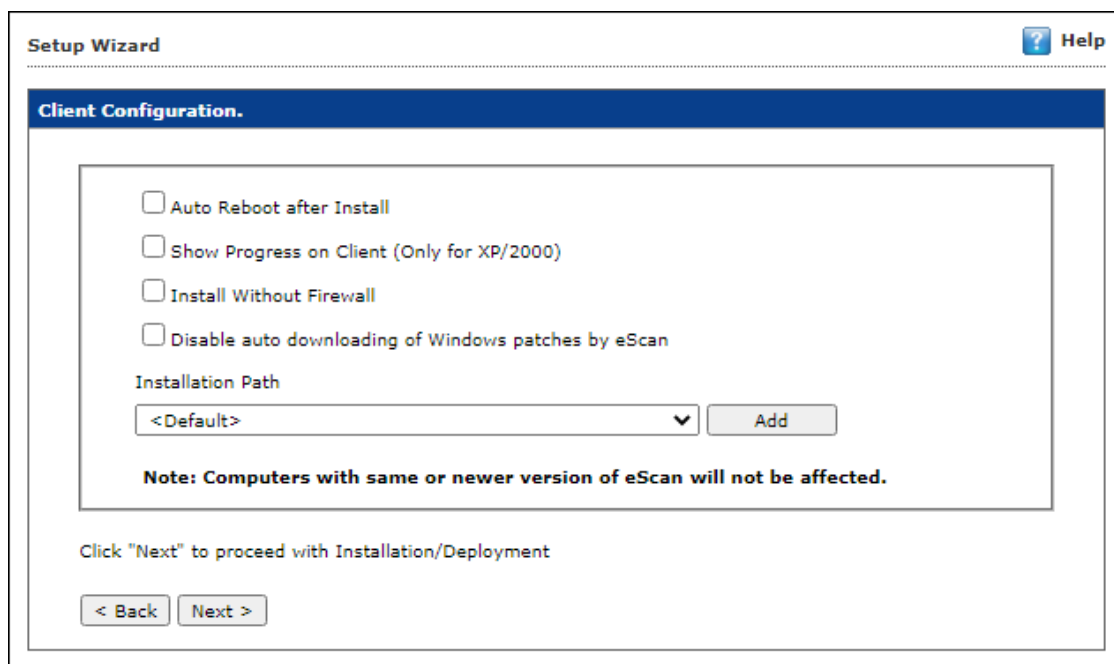 Setup Wizard
? Help
Client Configuration.
Auto Reboot after Install
Show Progress on Client (Only for XP/2000)
Install Without Firewall
Disable auto downloading of Windows patches by eScan
Installation Path
<Default> Add
Note: Computers with same or newer version of eScan will not be affected.
Click "Next" to proceed with Installation/Deployment
< Back Next >